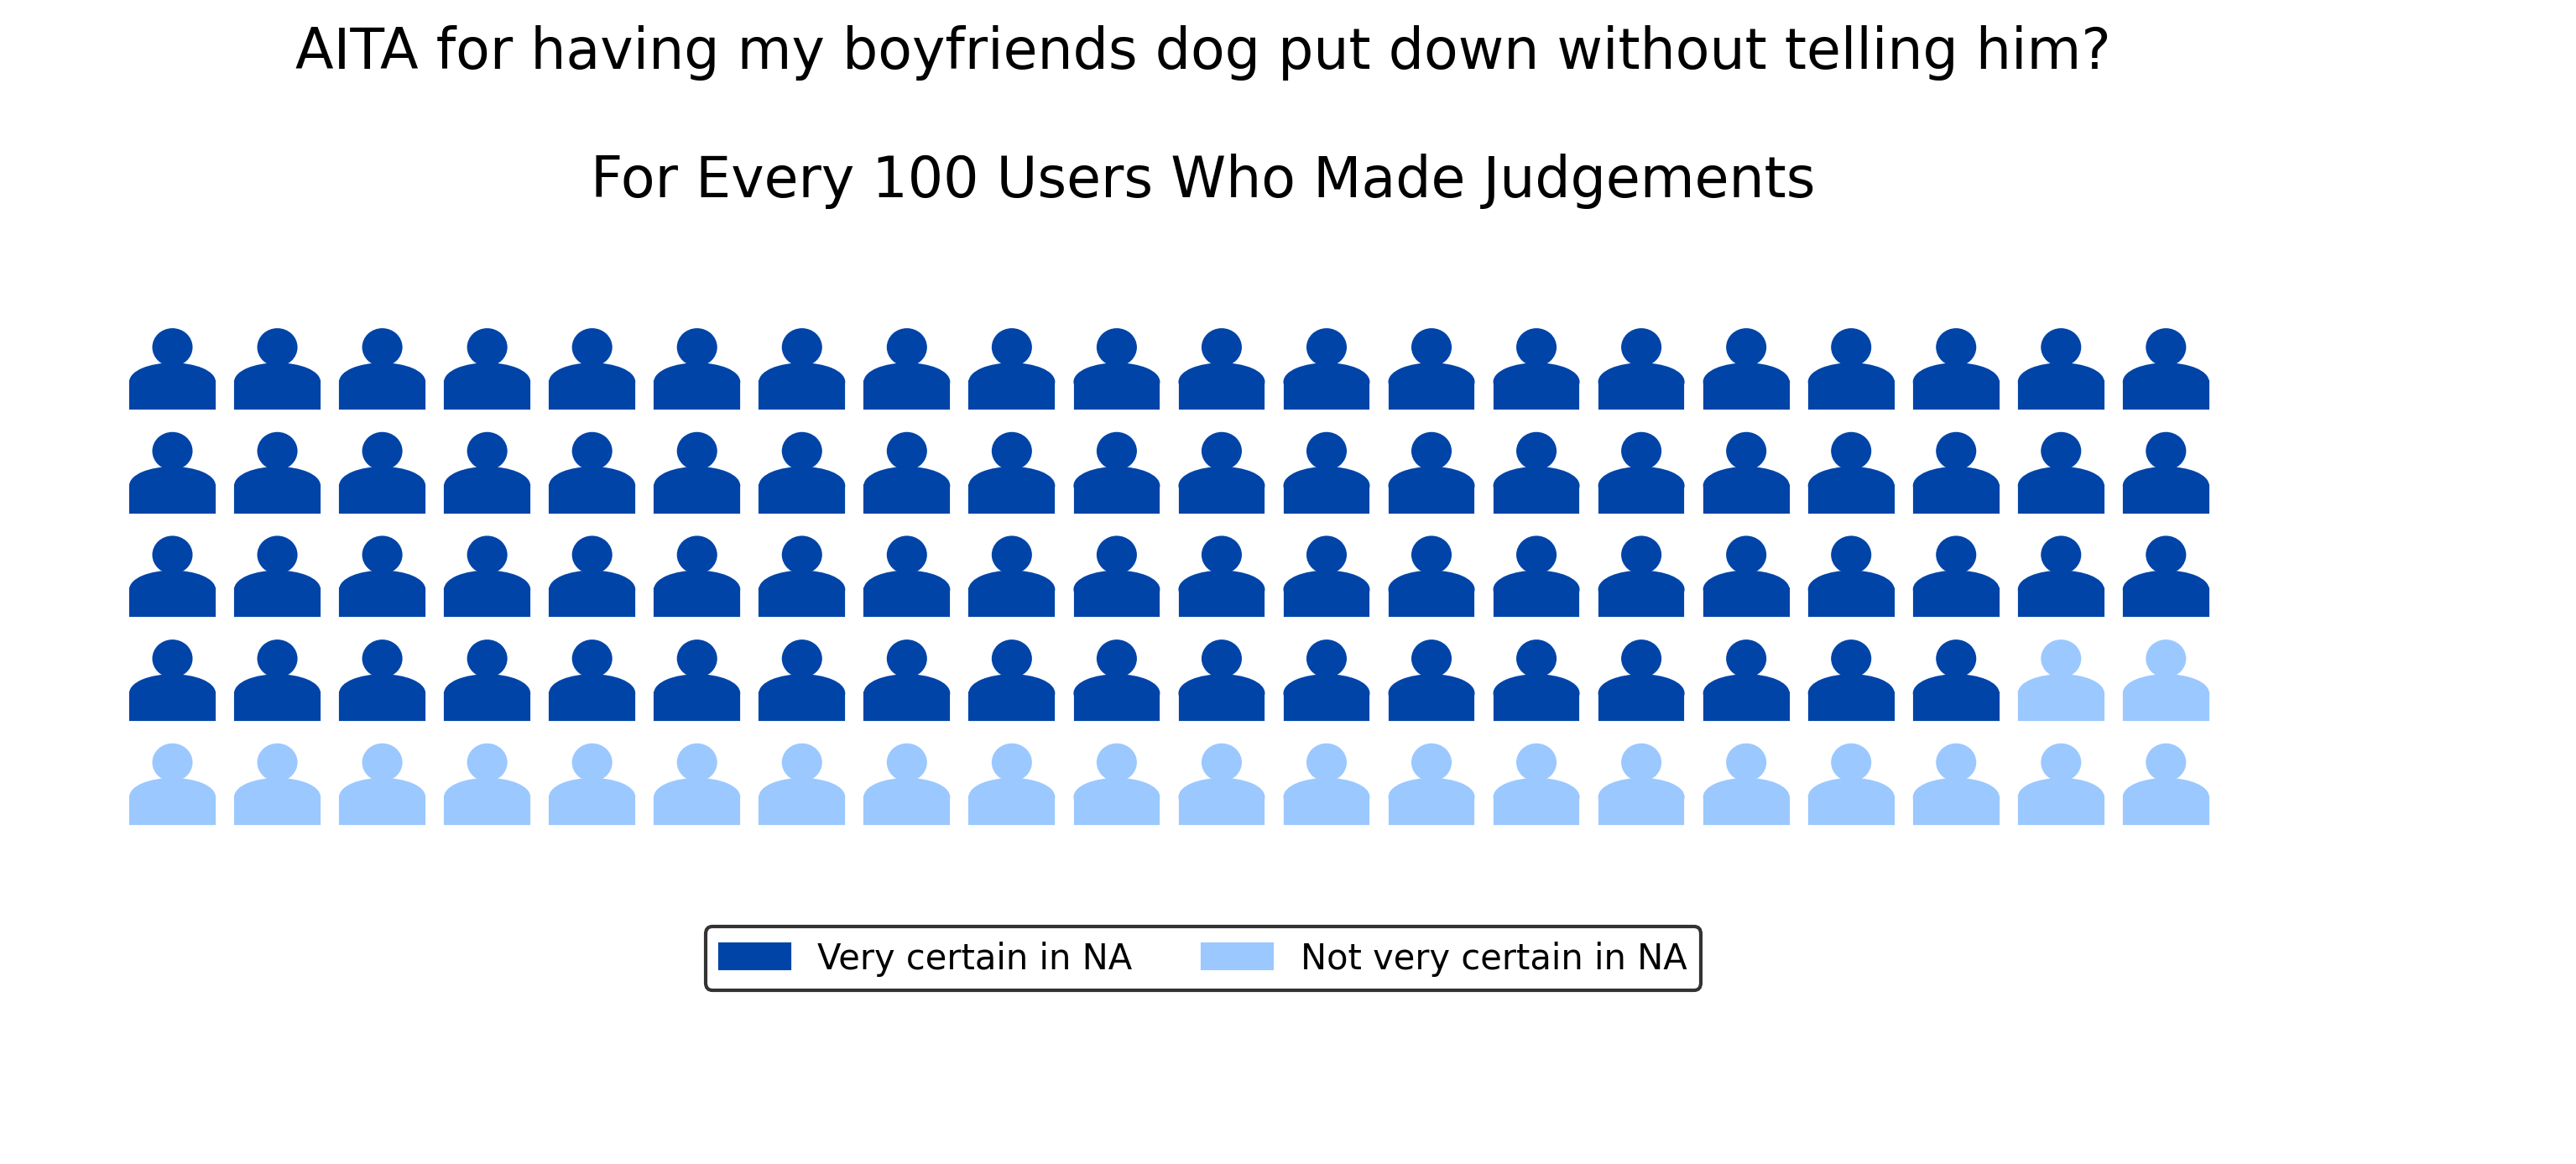 AITA for having my boyfriends dog put down without telling him?
For Every 100 Users Who Made Judgements
Very certain in NA
Not very certain in NA